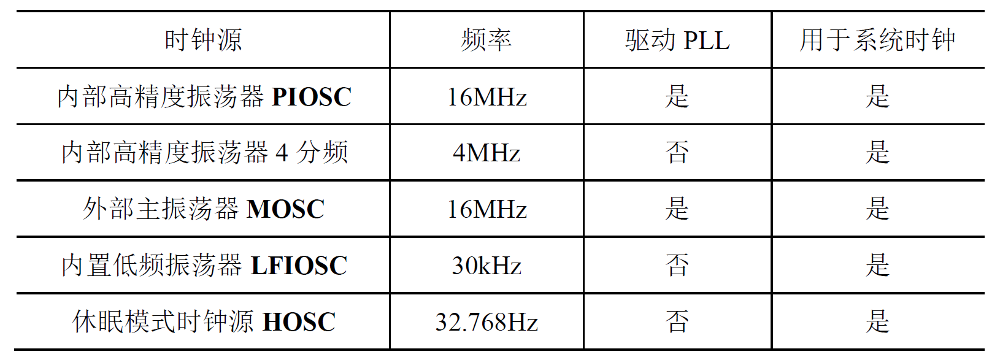 时钟源 频率 驱动 PLL 用于系统时钟
内部高精度振荡器 PIOSC 16MHz 是 是
内部高精度振荡器 4 分频 4MHz 否 是
外部主振荡器 MOSC 16MHz 是 是
内置低频振荡器 LFIOSC 30kHz 否 是
休眠模式时钟源 HOSC 32.768Hz 否 是